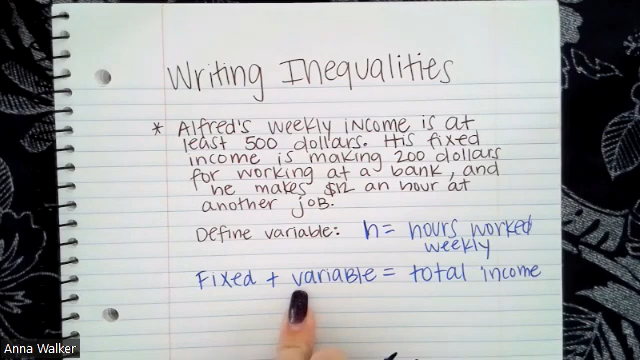 Writing Inequalities
* Alfred's weekly income is at
least 500 dollars. His fixed
income is making 200 dollars
for working at a bank, and
he makes $12 an hour at
another job.
Define variable: h = hours worked
weekly
Fixed + variable = total income
Anna Walker